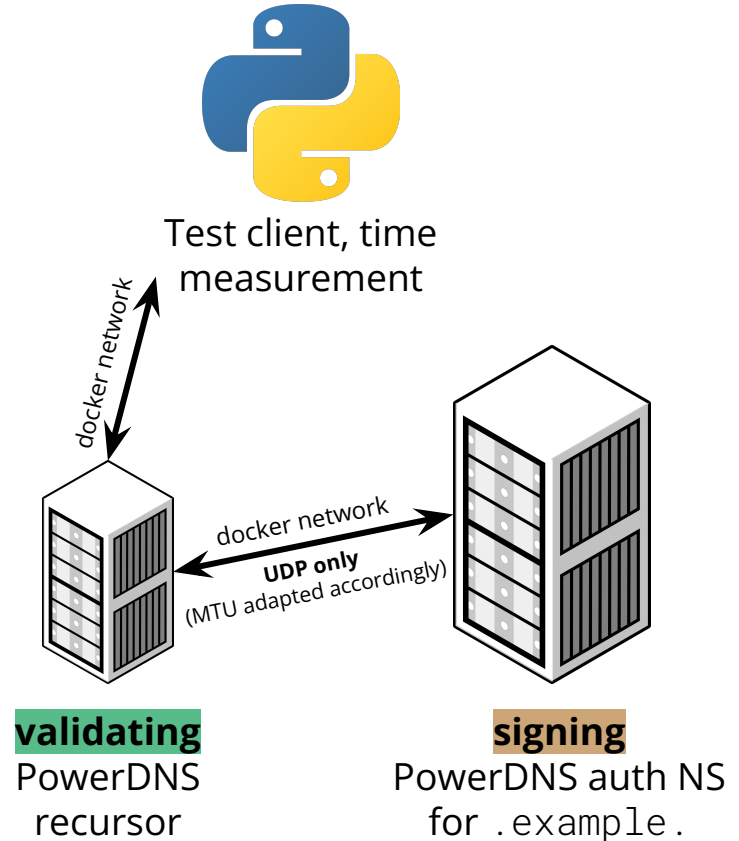 Test client, time
measurement
docker network
docker network
UDP only
(MTU adapted accordingly)
validating
PowerDNS
recursor
signing
PowerDNS auth NS
for .example.